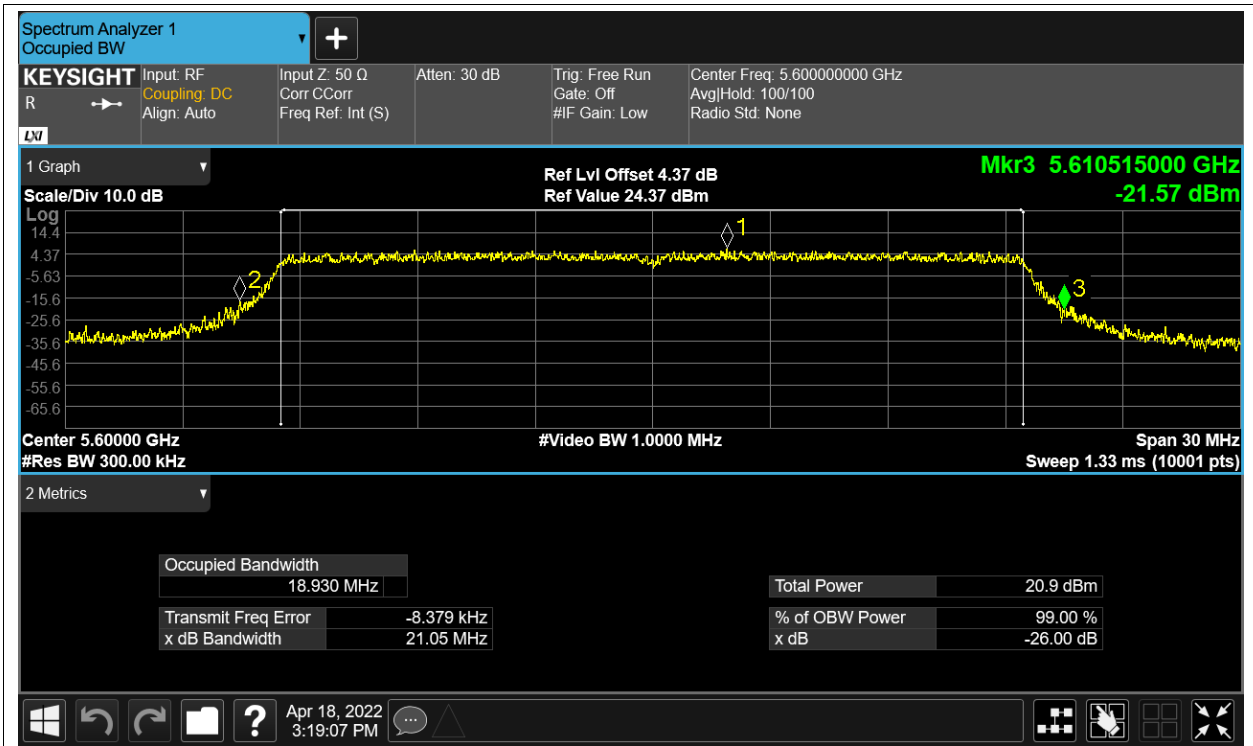 Spectrum Analyzer 1
Occupied BW
+
KEYSIGHT
R
LXI
Input: RF
Coupling: DC
Align: Auto
Input Z: 50 Ω
Corr CCorr
Freq Ref: Int (S)
Atten: 30 dB
Trig: Free Run
Gate: Off
#IF Gain: Low
Center Freq: 5.600000000 GHz
Avg|Hold: 100/100
Radio Std: None
1 Graph
Scale/Div 10.0 dB
Ref Lvl Offset 4.37 dB
Ref Value 24.37 dBm
Mkr3 5.610515000 GHz
-21.57 dBm
Log
14.4
4.37
-5.63
-15.6
-25.6
-35.6
-45.6
-55.6
-65.6
1
2
3
Center 5.60000 GHz
#Video BW 1.0000 MHz
Span 30 MHz
#Res BW 300.00 kHz
Sweep 1.33 ms (10001 pts)
2 Metrics
Occupied Bandwidth
18.930 MHz
Total Power 20.9 dBm
Transmit Freq Error -8.379 kHz
% of OBW Power 99.00 %
x dB Bandwidth 21.05 MHz
x dB -26.00 dB
?
Apr 18, 2022
3:19:07 PM